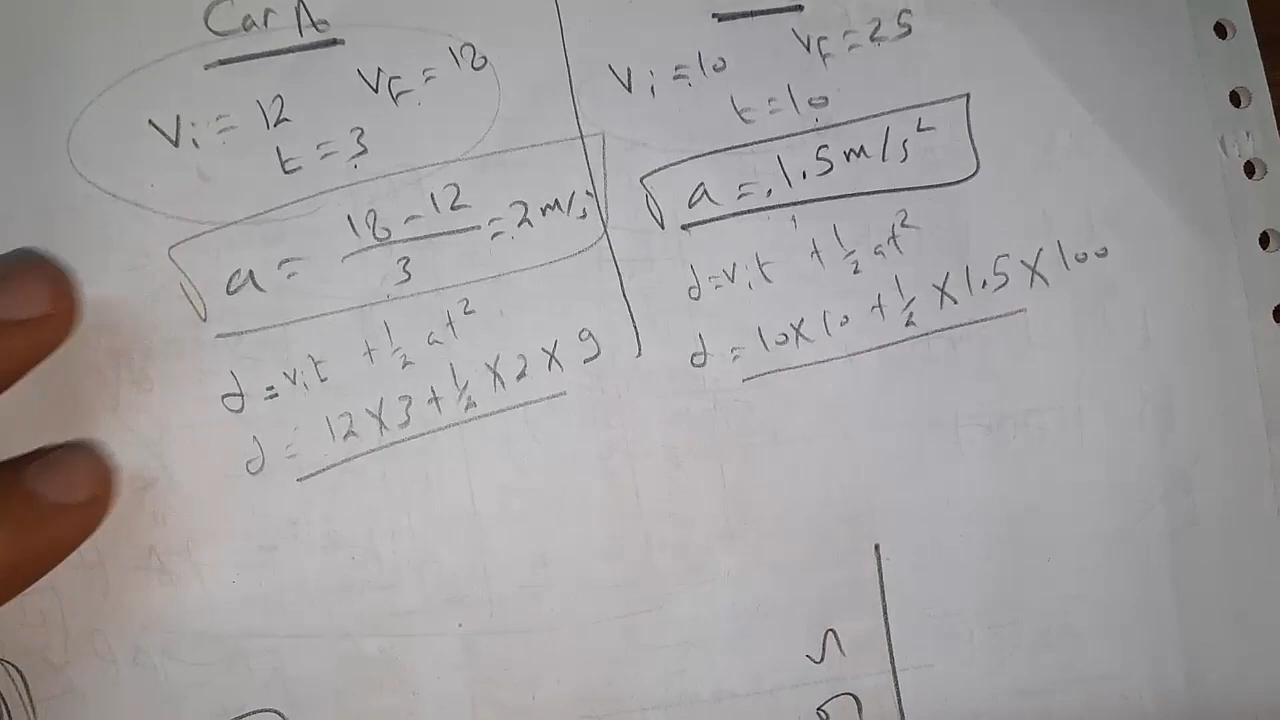 Car A
Vi = 12 VF = 18
t = 3
a = 18 - 12 / 3 = 2 m/s
d = vit + 1/2 at²
d = 12 X 3 + 1/2 X 2 X 9
Vi = 10 VF = 25
t = 10
a = 1.5 m/s²
d = vit + 1/2 at²
d = 10 X 10 + 1/2 X 1.5 X 100